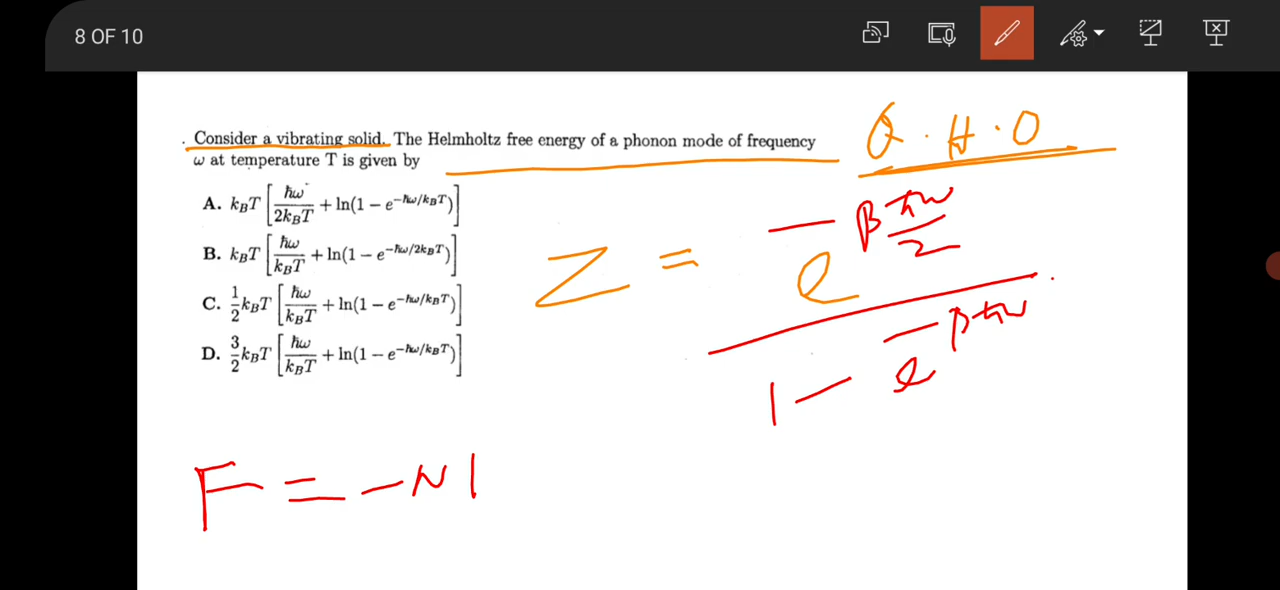 8 OF 10
. Consider a vibrating solid. The Helmholtz free energy of a phonon mode of frequency
ω at temperature T is given by
A. k_BT [ħω/2k_BT + ln(1 − e^{−ħω/k_BT})]
B. k_BT [ħω/k_BT + ln(1 − e^{−ħω/2k_BT})]
C. 1/2 k_BT [ħω/k_BT + ln(1 − e^{−ħω/k_BT})]
D. 3/2 k_BT [ħω/k_BT + ln(1 − e^{−ħω/k_BT})]
Q.H.O
Z = e^{−βħω/2} / 1 − e^{−βħω}
F = −N